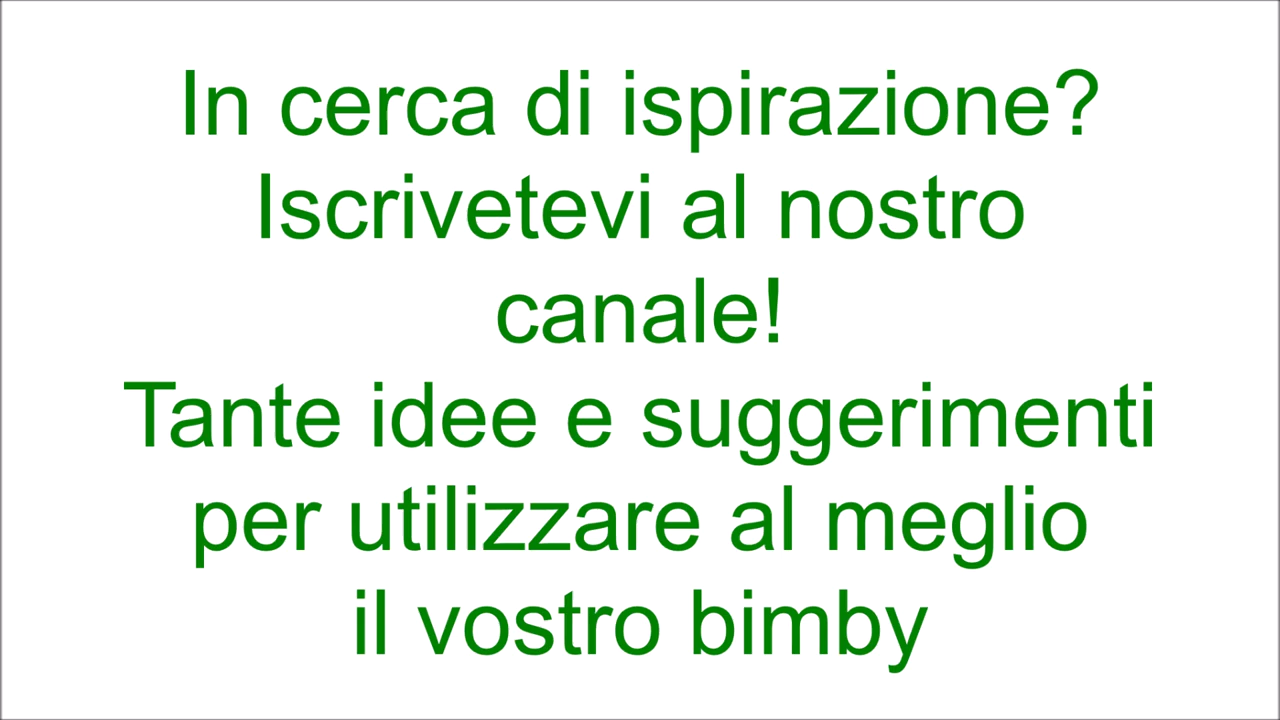 In cerca di ispirazione?
Iscrivetevi al nostro
canale!
Tante idee e suggerimenti
per utilizzare al meglio
il vostro bimby